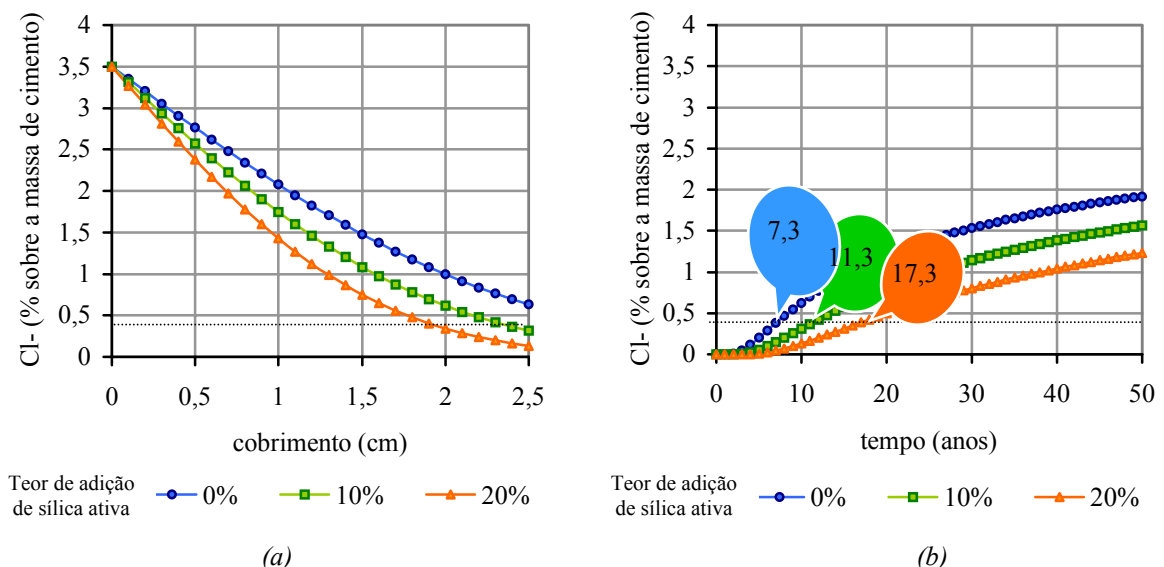 Cl- (% sobre a massa de cimento)
4
3,5
3
2,5
2
1,5
1
0,5
0
0 0,5 1 1,5 2 2,5
cobrimento (cm)
Teor de adição
de sílica ativa
0% 10% 20%
(a)
Cl- (% sobre a massa de cimento)
4
3,5
3
2,5
2
1,5
1
0,5
0
7,3
11,3
17,3
0 10 20 30 40 50
tempo (anos)
Teor de adição
de sílica ativa
0% 10% 20%
(b)